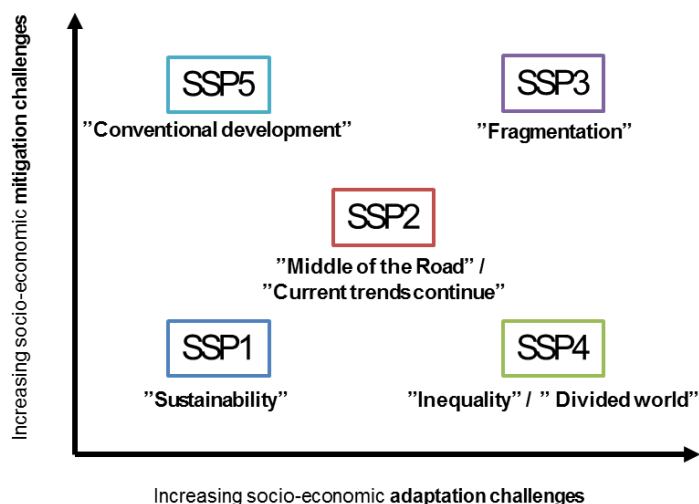 Increasing socio-economic mitigation challenges
SSP5
”Conventional development”
SSP3
”Fragmentation”
SSP2
”Middle of the Road” /
”Current trends continue”
SSP1
”Sustainability”
SSP4
”Inequality” / ” Divided world”
Increasing socio-economic adaptation challenges